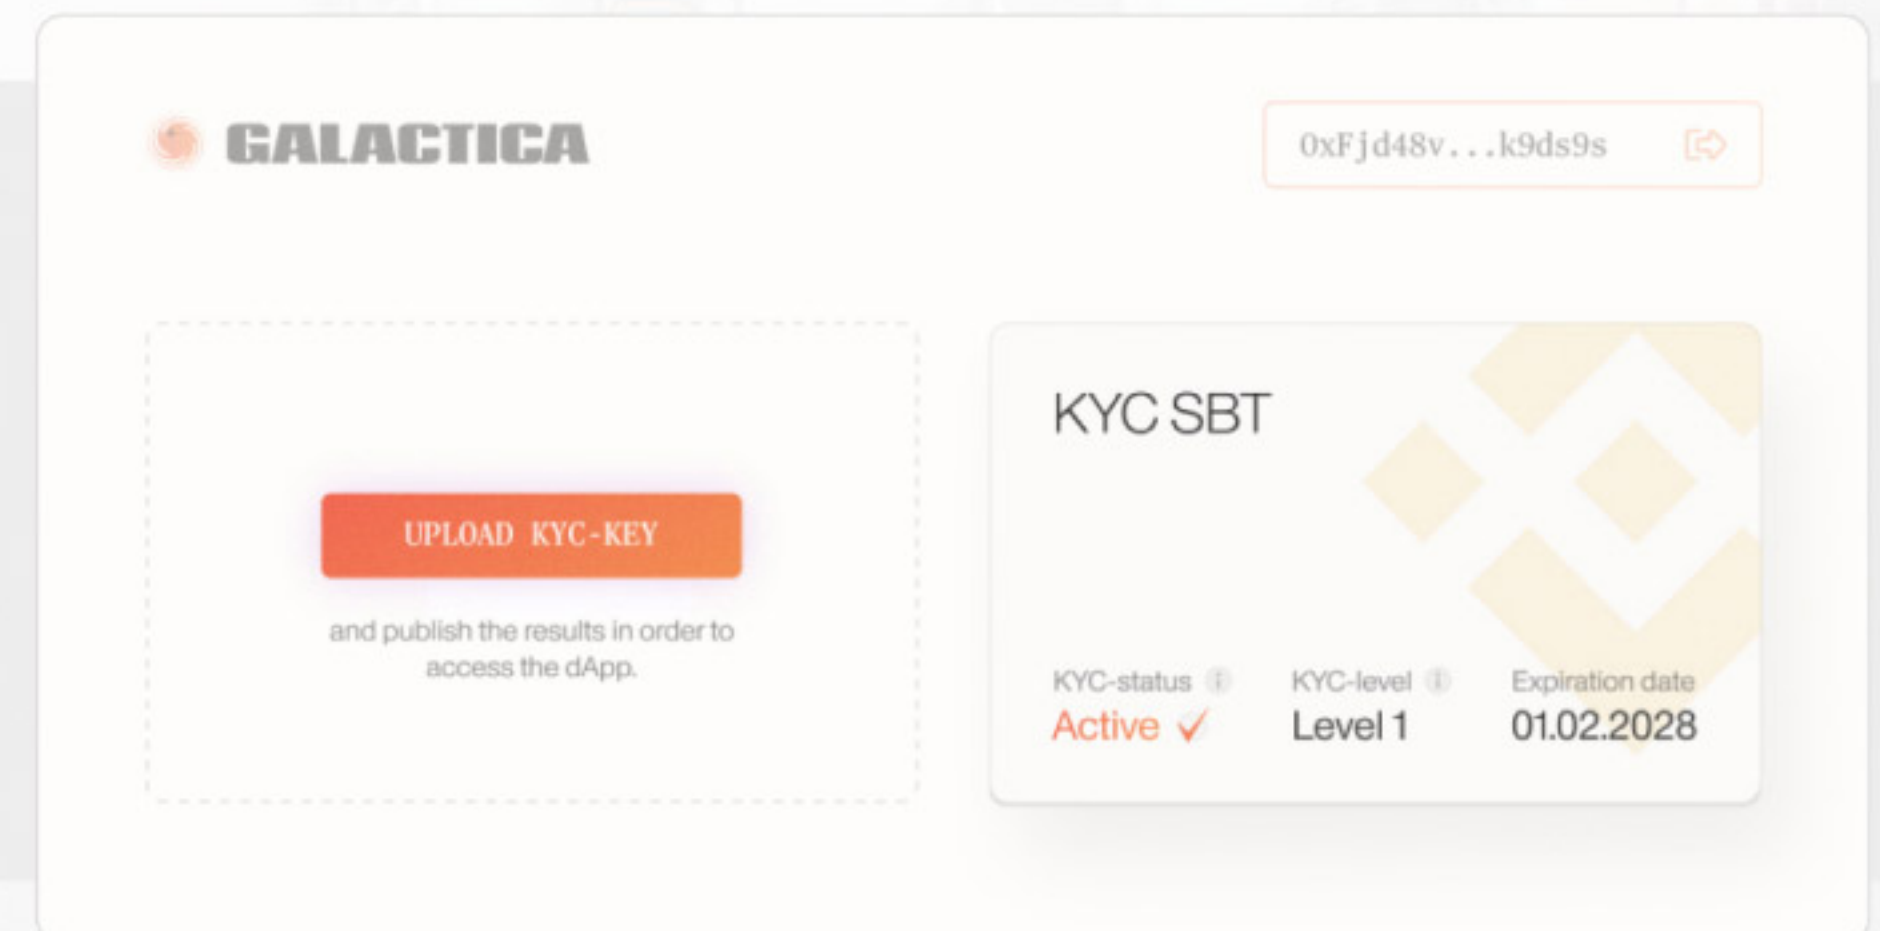 GALACTICA
0xFjd48v...k9ds9s
UPLOAD KYC-KEY
and publish the results in order to
access the dApp.
KYC SBT
KYC-status KYC-level Expiration date
Active Level 1 01.02.2028